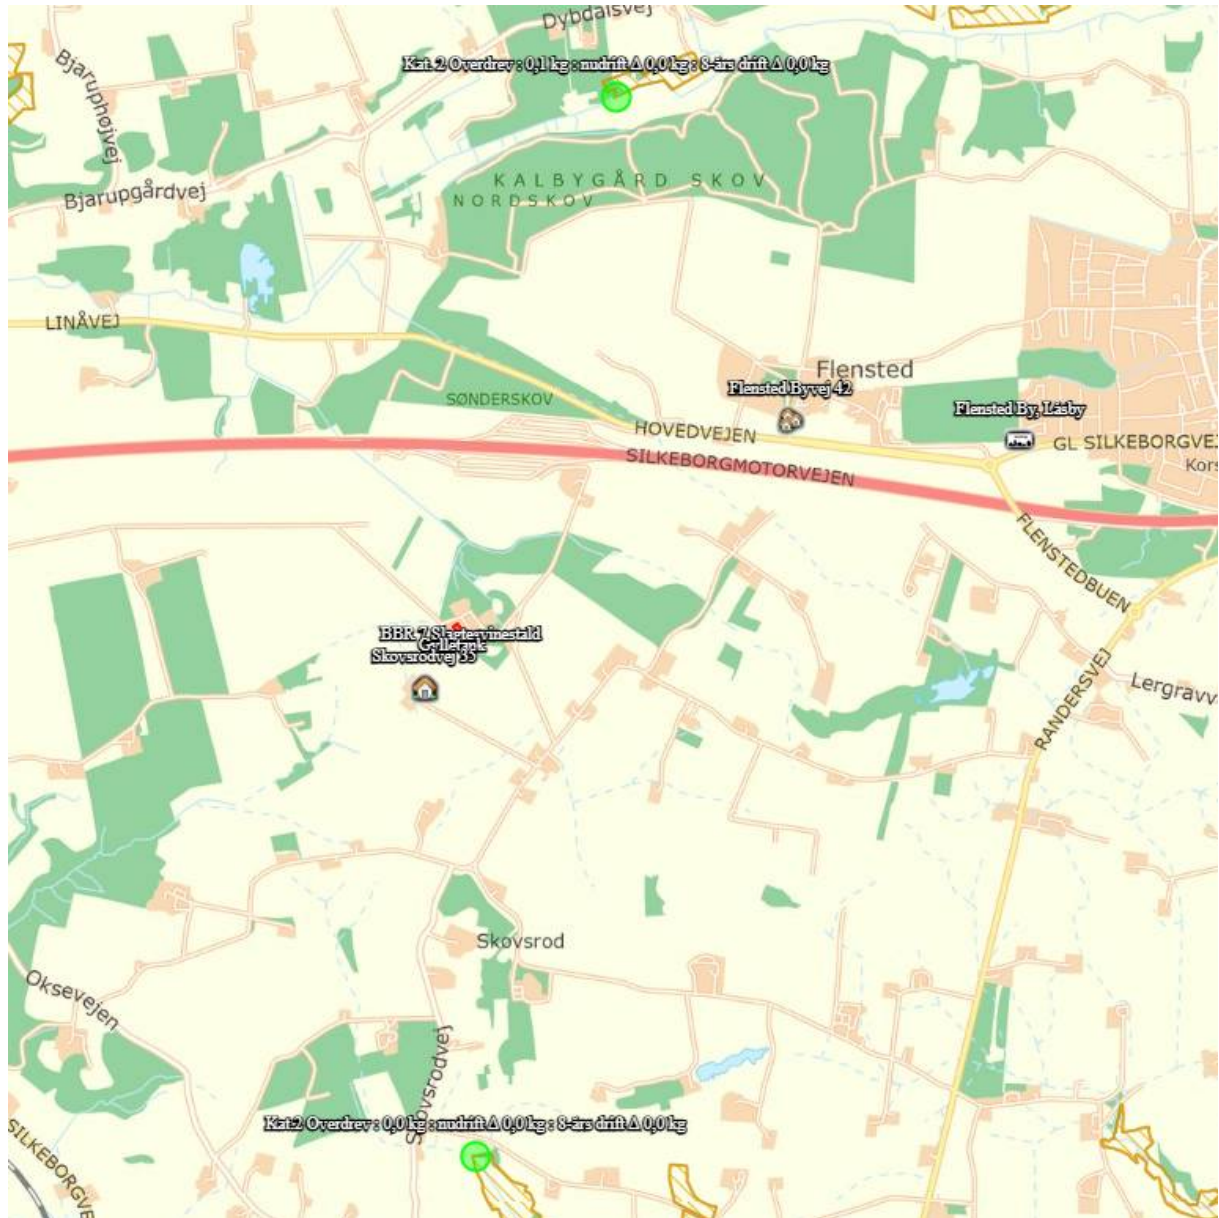 Dybdalsvej
Bjaruphøjvej
Kat. 2 Overdrev : 0,1 kg : nudrift Δ 0,0 kg : 8-års drift Δ 0,0 kg
Bjarupgårdvej
KALBYGÅRD SKOV
NORDSKOV
LINÅVEJ
Flensted
Flensted Byvej 42
SØNDERSKOV
Flensted By, Låsby
HOVEDVEJEN
GL SILKEBORGVEJ
SILKEBORGMOTORVEJEN
Kors
FLENSTEDBUEN
BBR 7 Slagtesvinestald
Gylletank
Skovsrodvej 35
RANDERSVEJ
Lergravv
Skovsrod
Oksevejen
Skovsrodvej
Kat.2 Overdrev : 0,0 kg : nudrift Δ 0,0 kg : 8-års drift Δ 0,0 kg
SILKEBORGVE